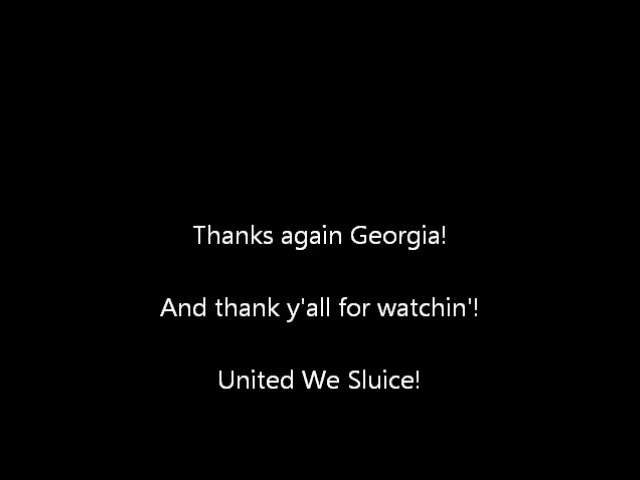 Thanks again Georgia!
And thank y'all for watchin'!
United We Sluice!